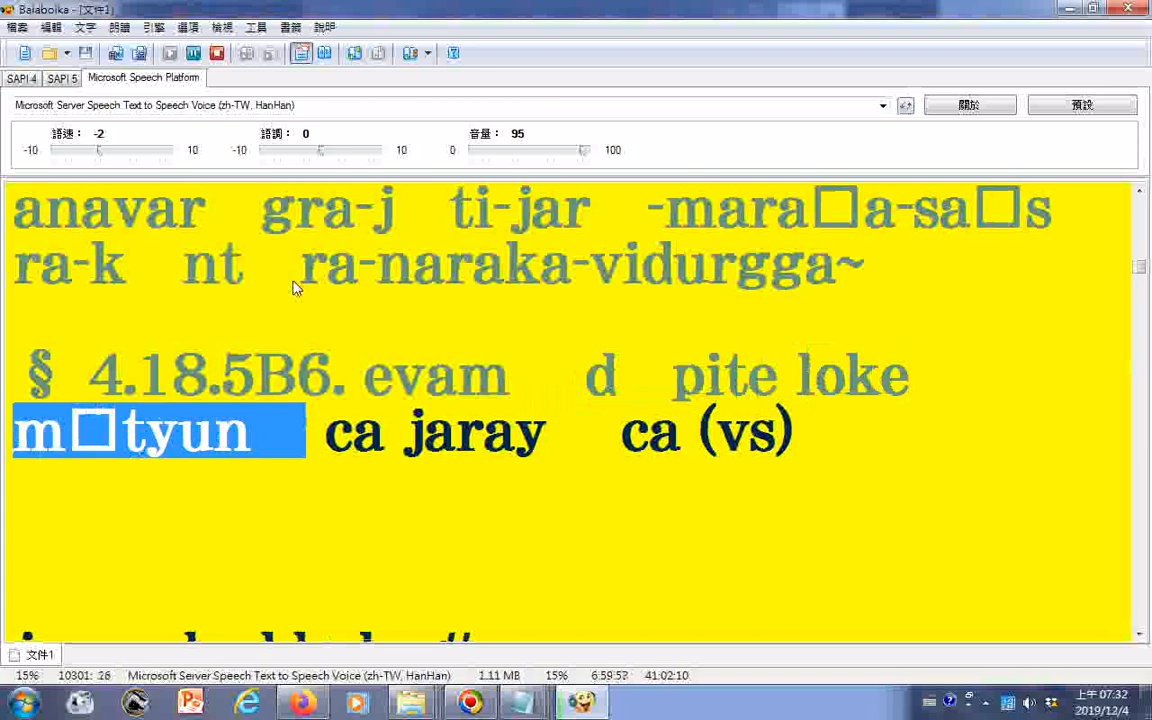 Balabolka - [文件1]
檔案 編輯 文字 朗讀 引擎 選項 檢視 工具 書籤 說明
SAPI 4 SAPI 5 Microsoft Speech Platform
Microsoft Server Speech Text to Speech Voice (zh-TW, HanHan) 關於 預設
語速： -2 語調： 0 音量： 95
-10 10 -10 10 0 100
anavar gra-j ti-jar -mara□a-sa□s
ra-k nt ra-naraka-vidurgga~
§ 4.18.5B6. evam d pite loke
m□tyun ca jaray ca (vs)
文件1
15% 10301: 26 Microsoft Server Speech Text to Speech Voice (zh-TW, HanHan) 1.11 MB 15% 6:59:57 41:02:10
上午 07:32
2019/12/4